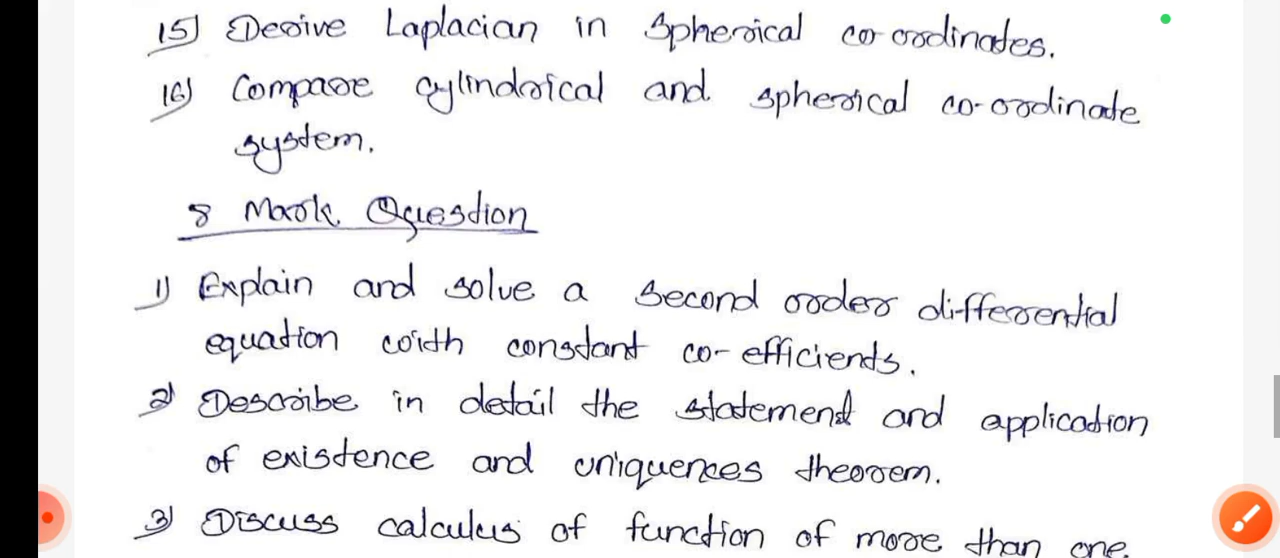 15) Derive Laplacian in Spherical co-ordinates.
16) Compare cylindrical and spherical co-ordinate
system.
8 Mark Question
1) Explain and solve a second order differential
equation with constant co-efficients.
2) Describe in detail the statement and application
of existence and uniquences theorem.
3) Discuss calculus of function of more than one